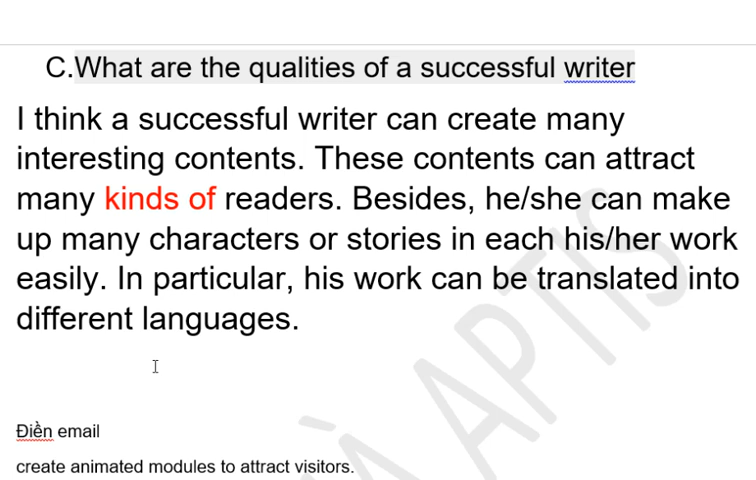 C.What are the qualities of a successful writer
I think a successful writer can create many
interesting contents. These contents can attract
many kinds of readers. Besides, he/she can make
up many characters or stories in each his/her work
easily. In particular, his work can be translated into
different languages.
Điền email
create animated modules to attract visitors.
À APTIS